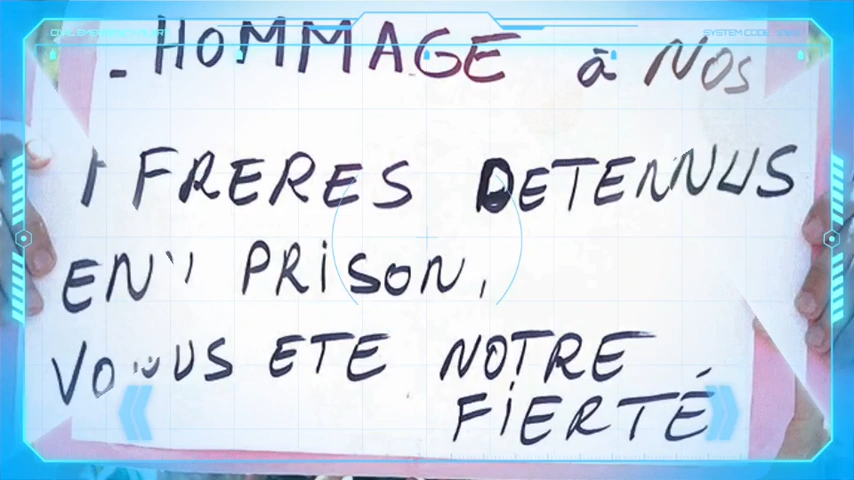 - HOMMAGE à NOS
FRERES DETENNUS
EN PRISON,
VOUS ETE NOTRE
FIERTÉ